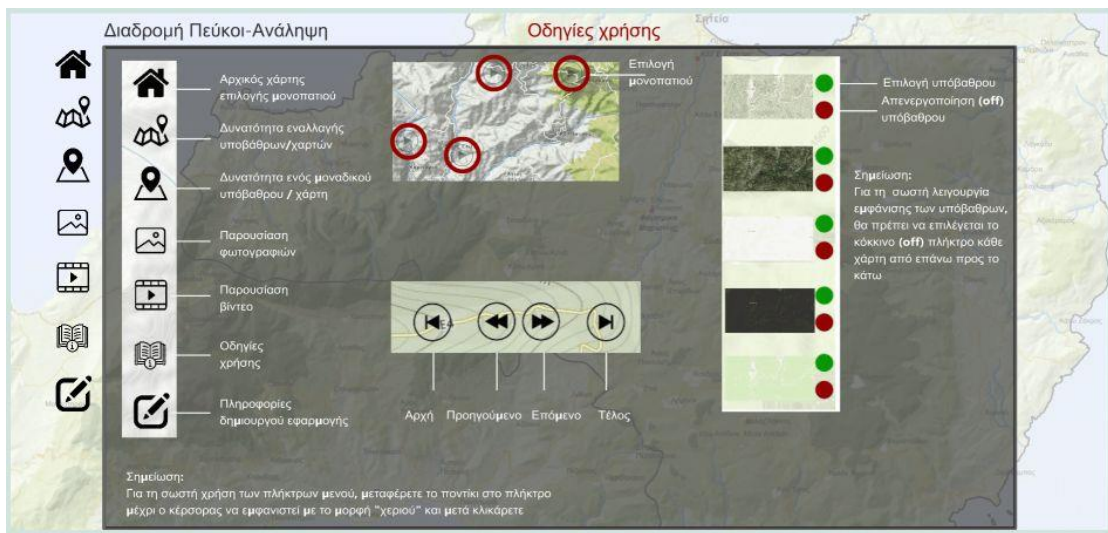 Διαδρομή Πεύκοι-Ανάληψη
Οδηγίες χρήσης
Σητεία
Αρχικός χάρτης
επιλογής μονοπατιού
Δυνατότητα εναλλαγής
υποβάθρων/χαρτών
Δυνατότητα ενός μοναδικού
υπόβαθρου / χάρτη
Παρουσίαση
φωτογραφιών
Παρουσίαση
βίντεο
Οδηγίες
χρήσης
Πληροφορίες
δημιουργού εφαρμογής
Επιλογή
μονοπατιού
E4
Αρχή Προηγούμενο Επόμενο Τέλος
Επιλογή υπόβαθρου
Απενεργοποίηση (off)
υπόβαθρου
Σημείωση:
Για τη σωστή λειγουργία
εμφάνισης των υπόβαθρων,
θα πρέπει να επιλέγεται το
κόκκινο (off) πλήκτρο κάθε
χάρτη από επάνω προς το
κάτω
Σημείωση:
Για τη σωστή χρήση των πλήκτρων μενού, μεταφέρετε το ποντίκι στο πλήκτρο
μέχρι ο κέρσορας να εμφανιστεί με το μορφή "χεριού" και μετά κλικάρετε